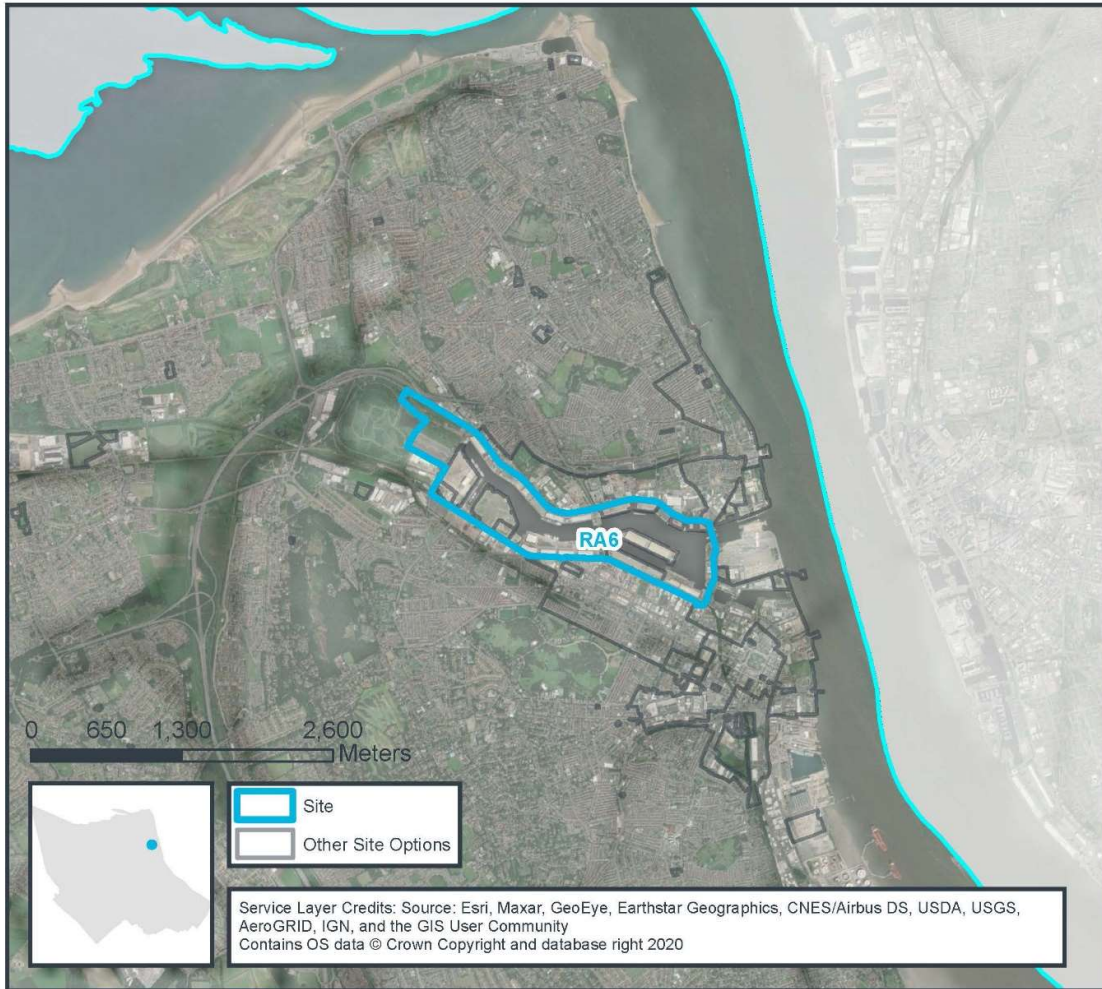 RA6
0 650 1,300 2,600
Meters
Site
Other Site Options
Service Layer Credits: Source: Esri, Maxar, GeoEye, Earthstar Geographics, CNES/Airbus DS, USDA, USGS,
AeroGRID, IGN, and the GIS User Community
Contains OS data © Crown Copyright and database right 2020